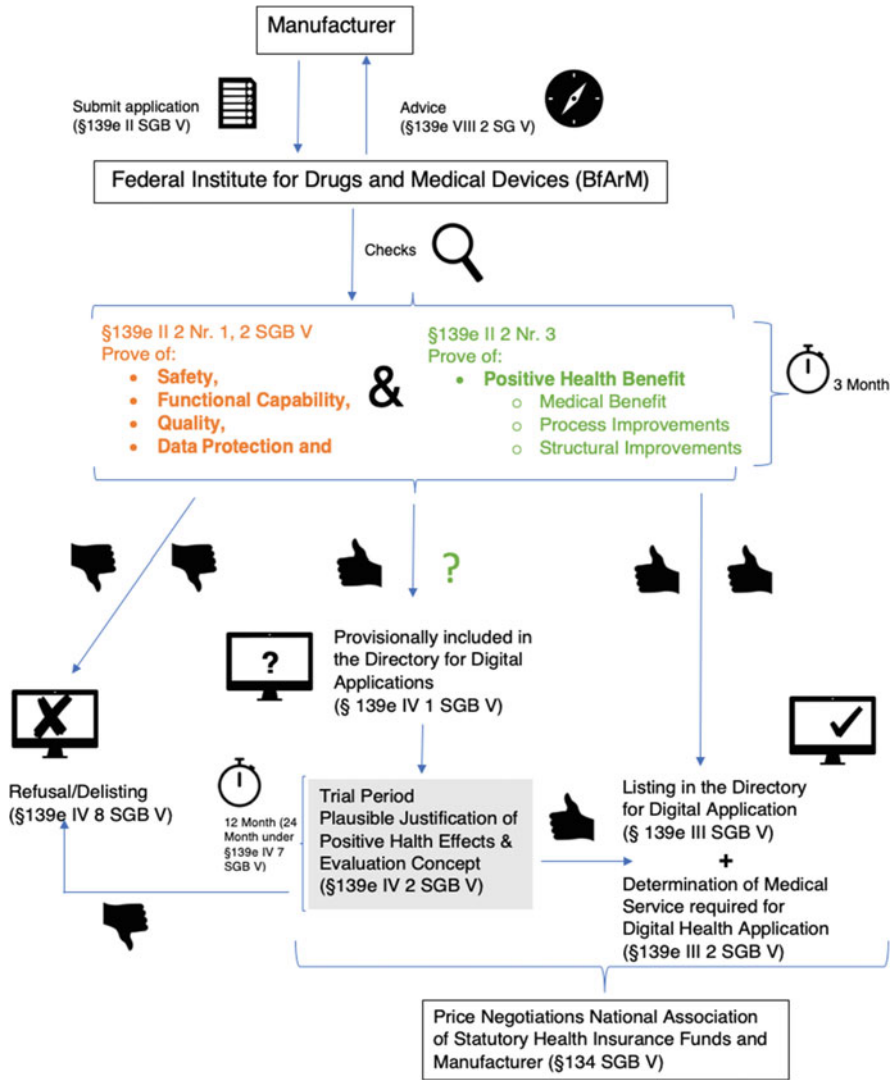 Manufacturer
Submit application
(§139e II SGB V)
Advice
(§139e VIII 2 SG V)
Federal Institute for Drugs and Medical Devices (BfArM)
Checks
§139e II 2 Nr. 1, 2 SGB V
Prove of:
• Safety,
• Functional Capability,
• Quality,
• Data Protection and
&
§139e II 2 Nr. 3
Prove of:
• Positive Health Benefit
o Medical Benefit
o Process Improvements
o Structural Improvements
3 Month
?
?
Provisionally included in
the Directory for Digital
Applications
(§ 139e IV 1 SGB V)
Refusal/Delisting
(§139e IV 8 SGB V)
12 Month (24
Month under
§139e IV 7
SGB V)
Trial Period
Plausible Justification of
Positive Halth Effects &
Evaluation Concept
(§139e IV 2 SGB V)
Listing in the Directory
for Digital Application
(§ 139e III SGB V)
+
Determination of Medical
Service required for
Digital Health Application
(§139e III 2 SGB V)
Price Negotiations National Association
of Statutory Health Insurance Funds and
Manufacturer (§134 SGB V)